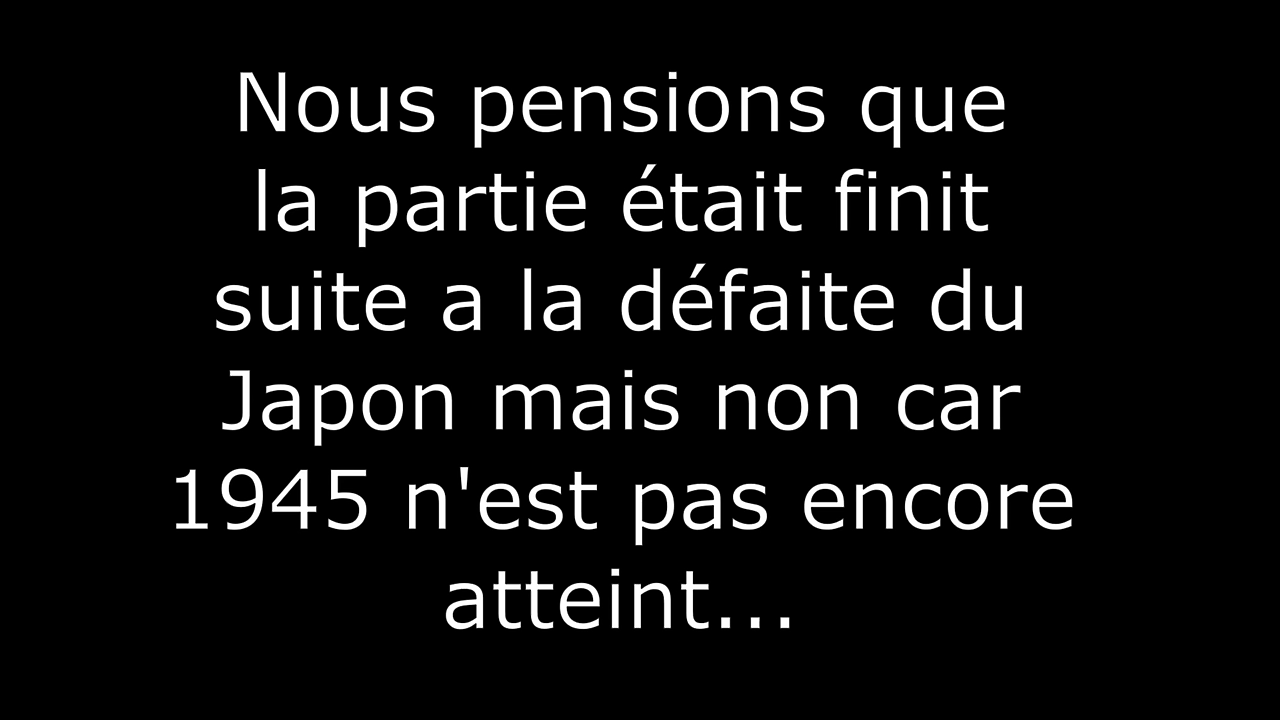 Nous pensions que
la partie était finit
suite a la défaite du
Japon mais non car
1945 n'est pas encore
atteint...